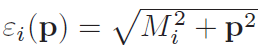 εᵢ(𝐩) = √(Mᵢ² + 𝐩²)